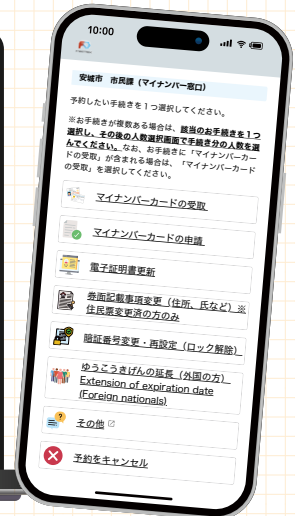 10:00
安城市 市民課（マイナンバー窓口）
予約したい手続きを１つ選択してください。
※お手続きが複数ある場合は、該当のお手続きを１つ
選択し、その後の人数選択画面で手続き分の人数を選
んでください。なお、お手続きに「マイナンバーカー
ドの受取」が含まれる場合は、「マイナンバーカード
の受取」を選択してください。
マイナンバーカードの受取
マイナンバーカードの申請
電子証明書更新
券面記載事項変更（住所、氏など）※
住民票変更済の方のみ
暗証番号変更・再設定（ロック解除）
ゆうこうきげんの延長（外国の方）
Extension of expiration date
(Foreign nationals)
その他
予約をキャンセル